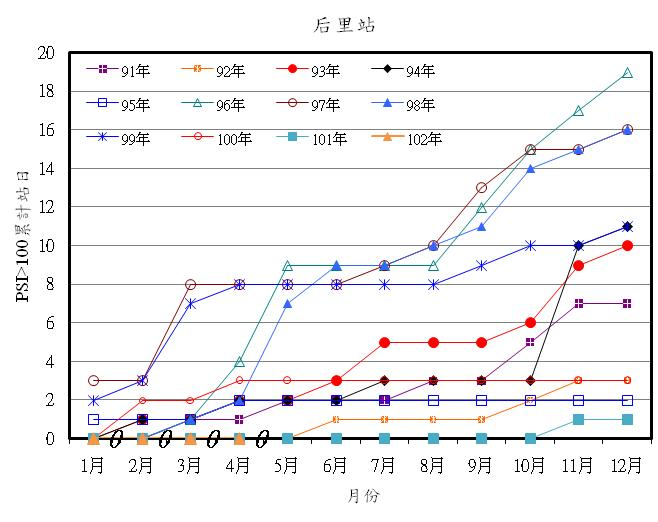 后里站
PSI>100累計站日
20
18
16
14
12
10
8
6
4
2
0
91年 92年 93年 94年
95年 96年 97年 98年
99年 100年 101年 102年
0 0 0 0
1月 2月 3月 4月 5月 6月 7月 8月 9月 10月 11月 12月
月份